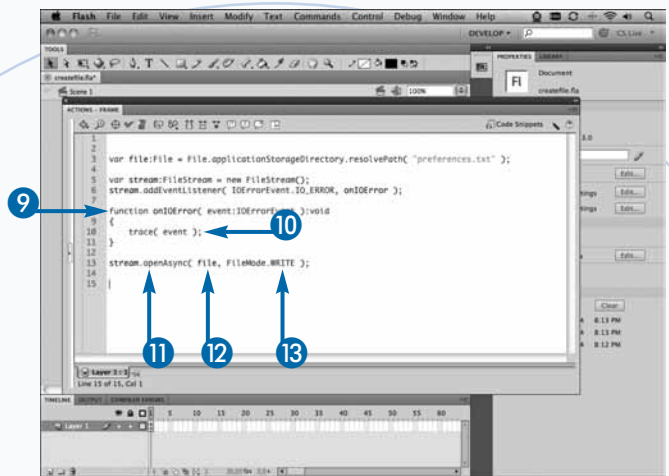 Flash File Edit View Insert Modify Text Commands Control Debug Window Help
DEVELOP CS Live
TOOLS
PROPERTIES LIBRARY
createfile.fla*
Fl Document
createfile.fla
Scene 1 100%
ACTIONS - FRAME
Code Snippets
1
2
3 var file:File = File.applicationStorageDirectory.resolvePath( "preferences.txt" );
4
5 var stream:FileStream = new FileStream();
6 stream.addEventListener( IOErrorEvent.IO_ERROR, onIOError );
7
8 function onIOError( event:IOErrorEvent ):void
9 {
10 trace( event );
11 }
12
13 stream.openAsync( file, FileMode.WRITE );
14
15
9
10
11
12
13
3.0
Edit...
Edit...
Edit...
Edit...
Clear
8:13 PM
8:13 PM
8:12 PM
Layer 1 : 1
Line 15 of 15, Col 1
TIMELINE OUTPUT COMPILER ERRORS
1 5 10 15 20 25 30 35 40 45 50 55 60
Layer 1